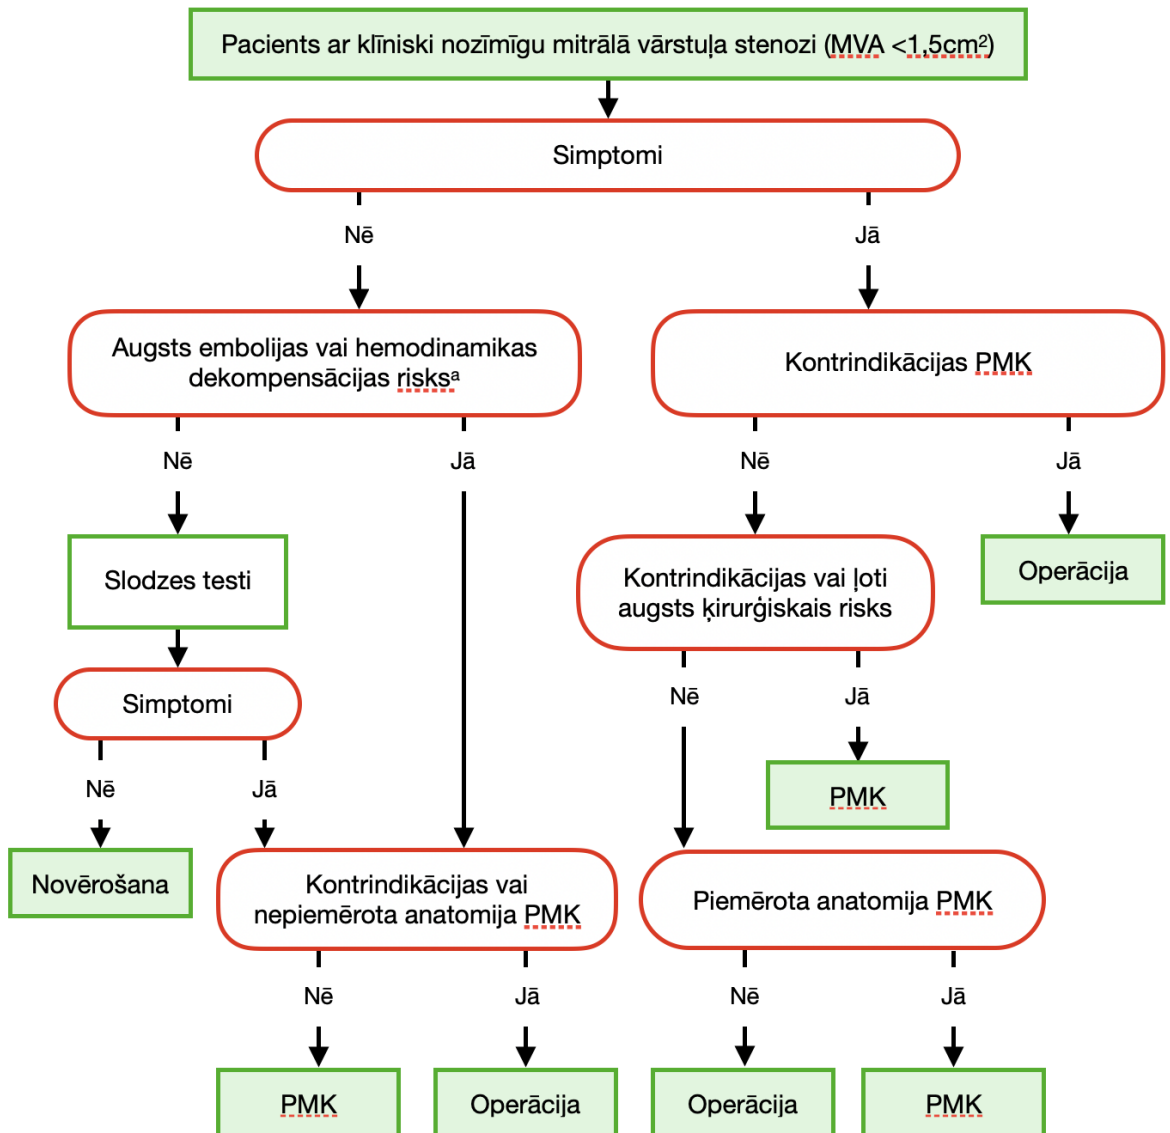 Pacients ar klīniski nozīmīgu mitrālā vārstuļa stenozi (MVA <1,5cm²)
Simptomi
Nē
Jā
Augsts embolijas vai hemodinamikas
dekompensācijas risksª
Kontrindikācijas PMK
Nē
Jā
Nē
Jā
Slodzes testi
Kontrindikācijas vai ļoti
augsts ķirurģiskais risks
Operācija
Simptomi
Nē
Jā
Nē
Jā
PMK
Novērošana
Kontrindikācijas vai
nepiemērota anatomija PMK
Piemērota anatomija PMK
Nē
Jā
Nē
Jā
PMK
Operācija
Operācija
PMK